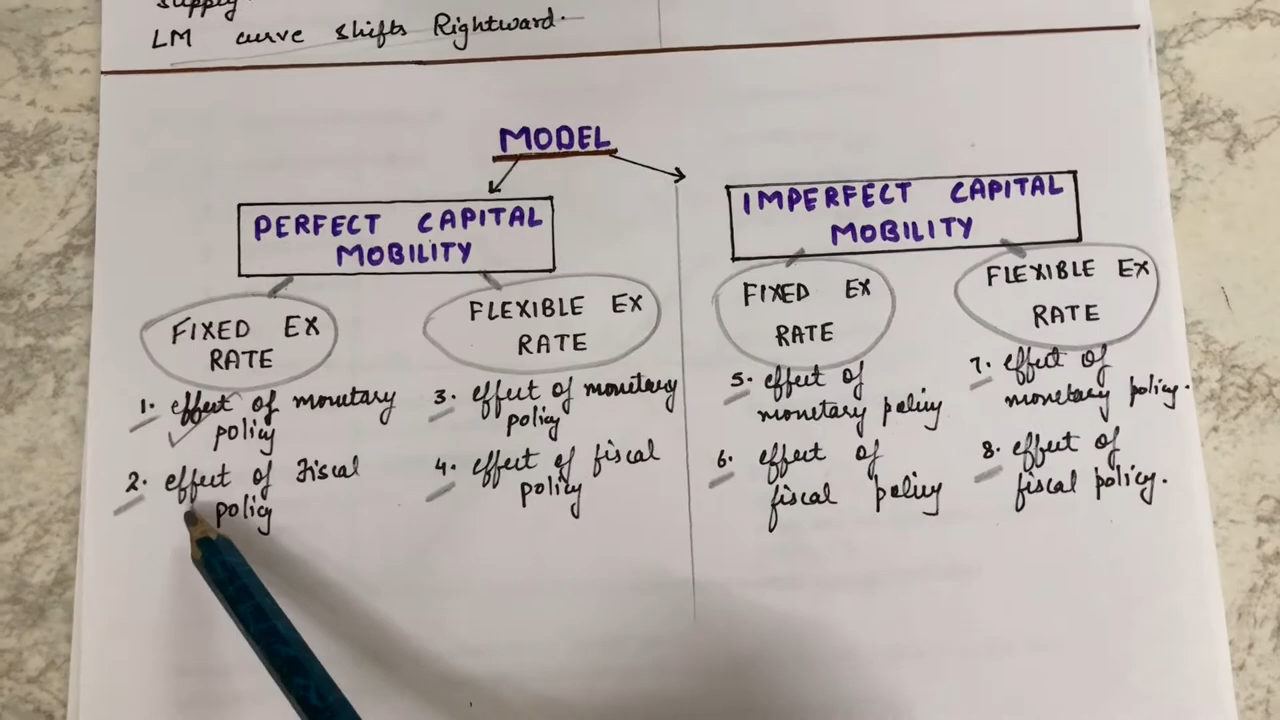 supply
LM curve shifts Rightward.
MODEL
PERFECT CAPITAL
MOBILITY
FIXED EX
RATE
1. effect of monetary
policy
2. effect of Fiscal
policy
FLEXIBLE EX
RATE
3. effect of monetary
policy
4. effect of fiscal
policy
IMPERFECT CAPITAL
MOBILITY
FIXED EX
RATE
5. effect of
monetary policy
6. effect of
fiscal policy
FLEXIBLE EX
RATE
7. effect of
monetary policy.
8. effect of
fiscal policy.